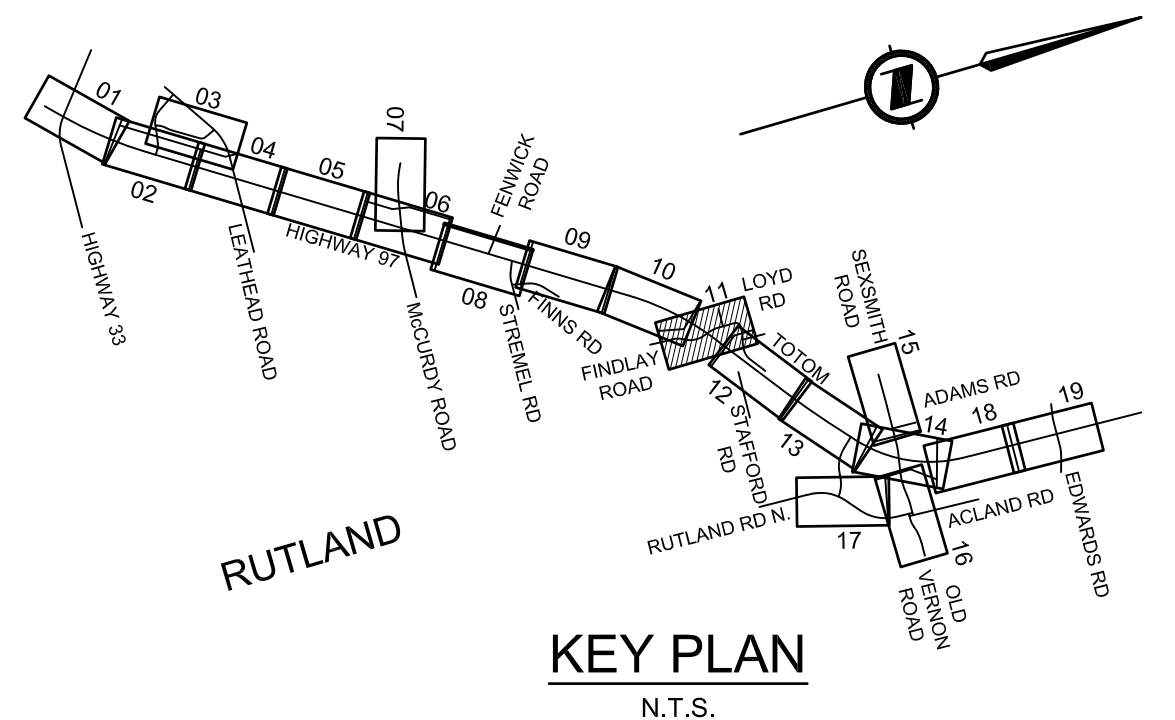 01
03
02
04
05
07
06
HIGHWAY 33
LEATHEAD ROAD
HIGHWAY 97
McCURDY ROAD
FENWICK
ROAD
08
09
STREMEL RD
FINNS RD
10
11
LOYD
RD
FINDLAY
ROAD
TOTOM
12
STAFFORD
RD
13
SEXSMITH
ROAD
15
ADAMS RD
14
18
19
RUTLAND RD N.
17
ACLAND RD
16
OLD
VERNON
ROAD
EDWARDS RD
RUTLAND
KEY PLAN
N.T.S.